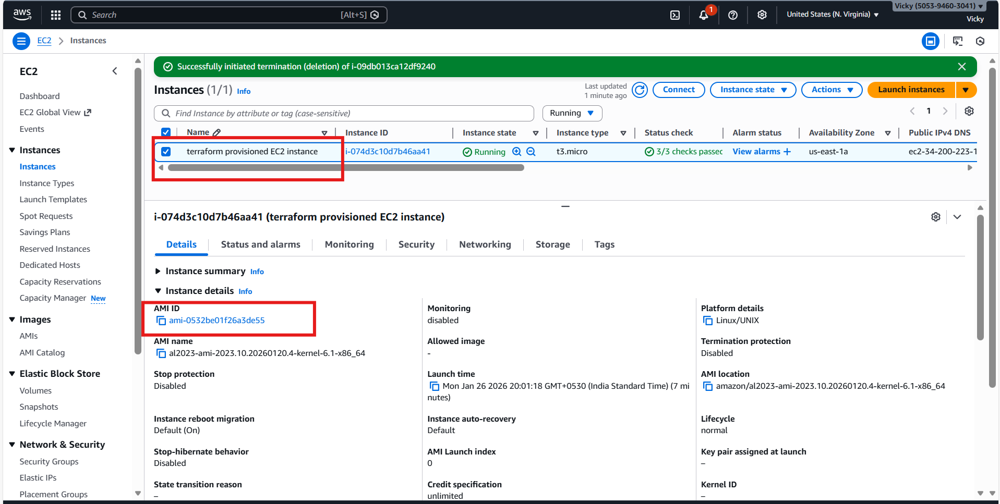 aws
Search [Alt+S]
1
United States (N. Virginia)
Vicky (5053-9460-3041)
Vicky
EC2 Instances
EC2
Dashboard
EC2 Global View
Events
Instances
Instances
Instance Types
Launch Templates
Spot Requests
Savings Plans
Reserved Instances
Dedicated Hosts
Capacity Reservations
Capacity Manager New
Images
AMIs
AMI Catalog
Elastic Block Store
Volumes
Snapshots
Lifecycle Manager
Network & Security
Security Groups
Elastic IPs
Placement Groups
Successfully initiated termination (deletion) of i-09db013ca12df9240
Instances (1/1) Info
Last updated
1 minute ago
Connect
Instance state
Actions
Launch instances
Find Instance by attribute or tag (case-sensitive)
Running
1
Name Instance ID Instance state Instance type Status check Alarm status Availability Zone Public IPv4 DNS
terraform provisioned EC2 instance i-074d3c10d7b46aa41 Running t3.micro 3/3 checks passec View alarms + us-east-1a ec2-34-200-223-1
i-074d3c10d7b46aa41 (terraform provisioned EC2 instance)
Details Status and alarms Monitoring Security Networking Storage Tags
Instance summary Info
Instance details Info
AMI ID
ami-0532be01f26a3de55
Monitoring
disabled
Platform details
Linux/UNIX
AMI name
al2023-ami-2023.10.20260120.4-kernel-6.1-x86_64
Allowed image
-
Termination protection
Disabled
Stop protection
Disabled
Launch time
Mon Jan 26 2026 20:01:18 GMT+0530 (India Standard Time) (7 mi
nutes)
AMI location
amazon/al2023-ami-2023.10.20260120.4-kernel-6.1-x86_64
Instance reboot migration
Default (On)
Instance auto-recovery
Default
Lifecycle
normal
Stop-hibernate behavior
Disabled
AMI Launch index
0
Key pair assigned at launch
–
State transition reason
–
Credit specification
unlimited
Kernel ID
–